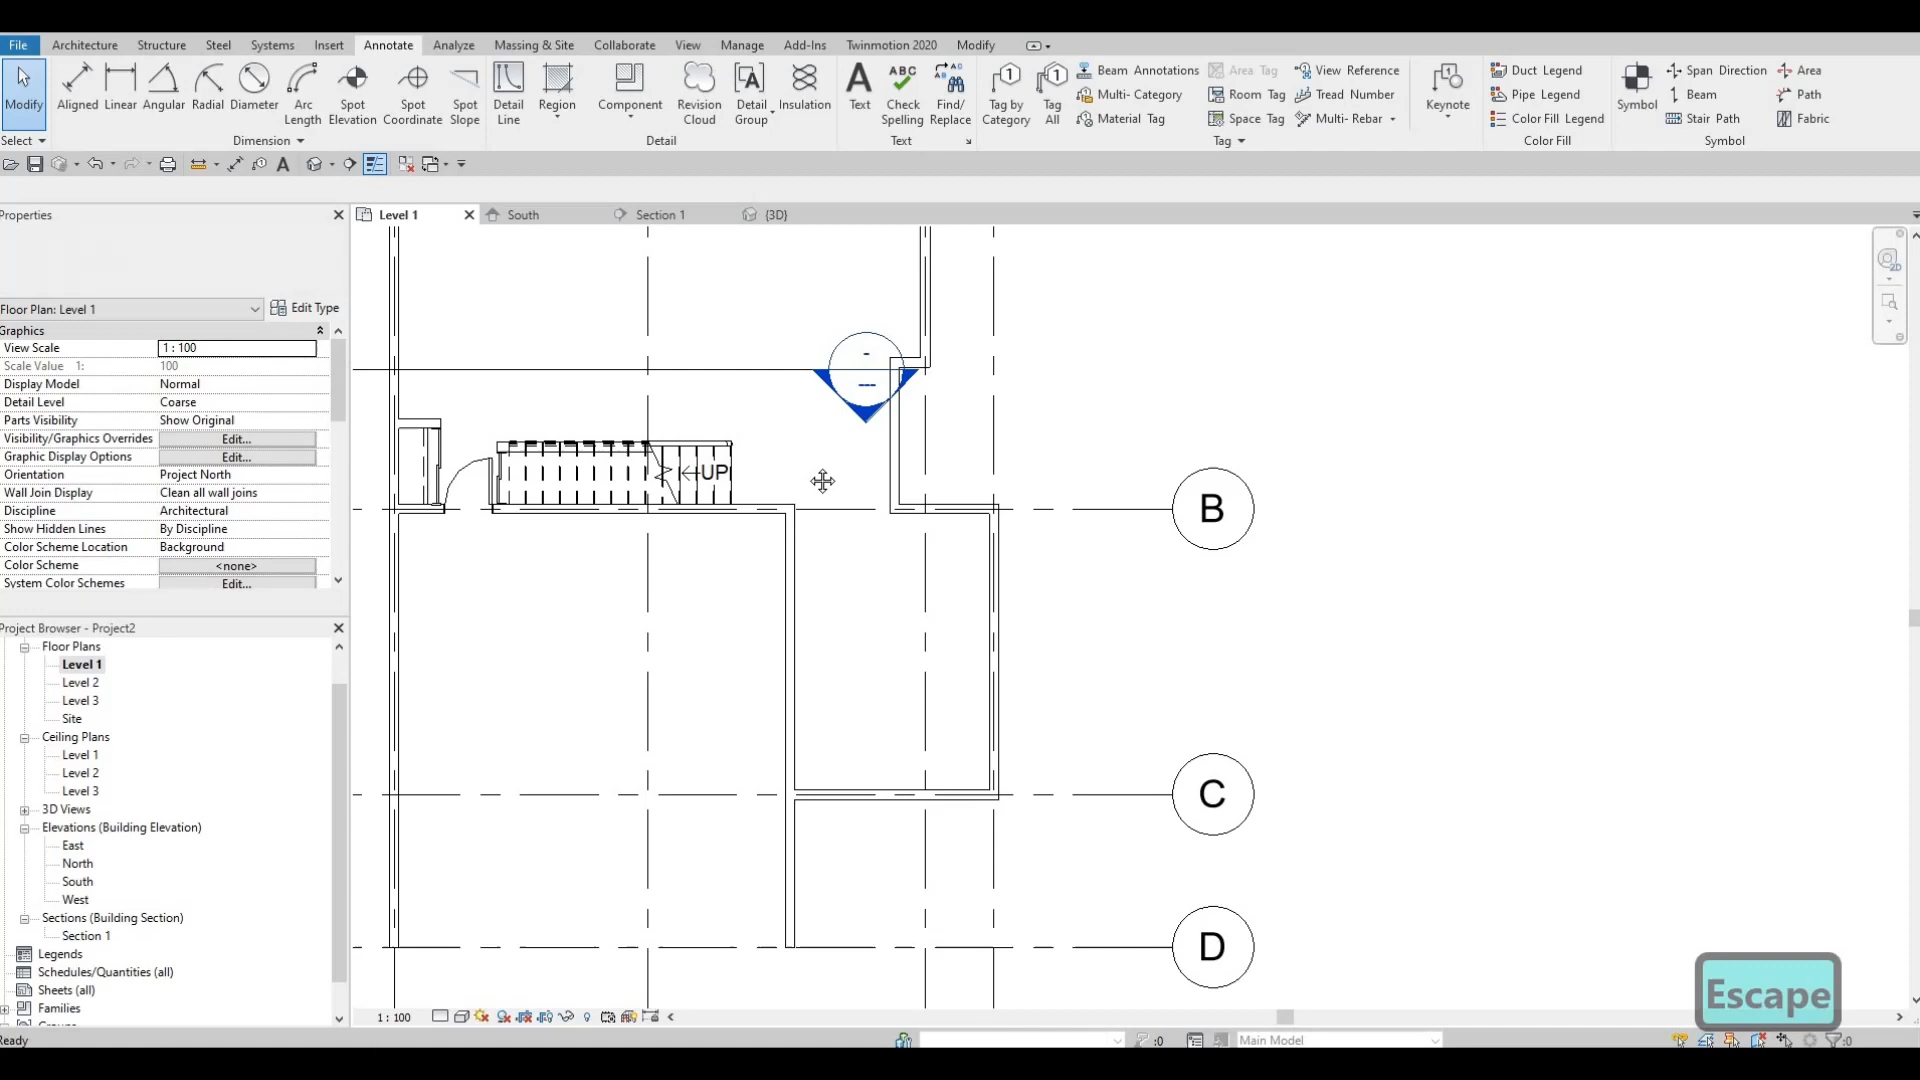 File Architecture Structure Steel Systems Insert Annotate Analyze Massing & Site Collaborate View Manage Add-Ins Twinmotion 2020 Modify
Modify
Aligned Linear Angular Radial Diameter Arc Length Spot Elevation Spot Coordinate Spot Slope
Detail Line Region Component Revision Cloud Detail Group Insulation
Text Check Spelling Find/ Replace
ABC
Tag by Category Tag All
Beam Annotations Area Tag View Reference
Multi- Category Room Tag Tread Number
Material Tag Space Tag Multi- Rebar
Keynote
Duct Legend
Pipe Legend
Color Fill Legend
Symbol
Span Direction Area
Beam Path
Stair Path Fabric
Select Dimension Detail Text Tag Color Fill Symbol
Properties
Level 1 South Section 1 {3D}
Floor Plan: Level 1 Edit Type
Graphics
View Scale 1 : 100
Scale Value 1: 100
Display Model Normal
Detail Level Coarse
Parts Visibility Show Original
Visibility/Graphics Overrides Edit...
Graphic Display Options Edit...
Orientation Project North
Wall Join Display Clean all wall joins
Discipline Architectural
Show Hidden Lines By Discipline
Color Scheme Location Background
Color Scheme <none>
System Color Schemes Edit...
Project Browser - Project2
Floor Plans
Level 1
Level 2
Level 3
Site
Ceiling Plans
Level 1
Level 2
Level 3
3D Views
Elevations (Building Elevation)
East
North
South
West
Sections (Building Section)
Section 1
Legends
Schedules/Quantities (all)
Sheets (all)
Families
UP
B
C
D
Escape
1 : 100
Ready
:0 Main Model :0